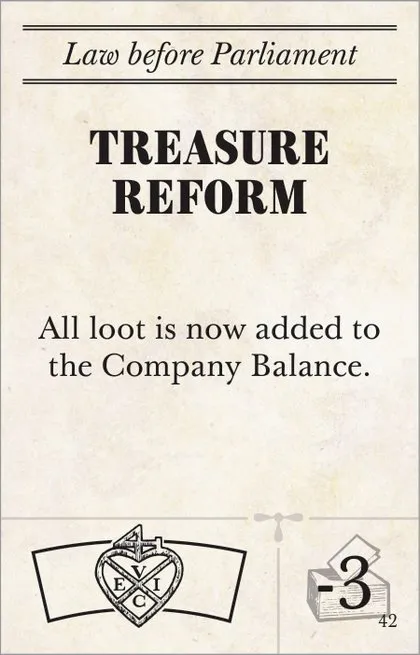 Law before Parliament
TREASURE
REFORM
All loot is now added to
the Company Balance.
V
E I
C
-3
42